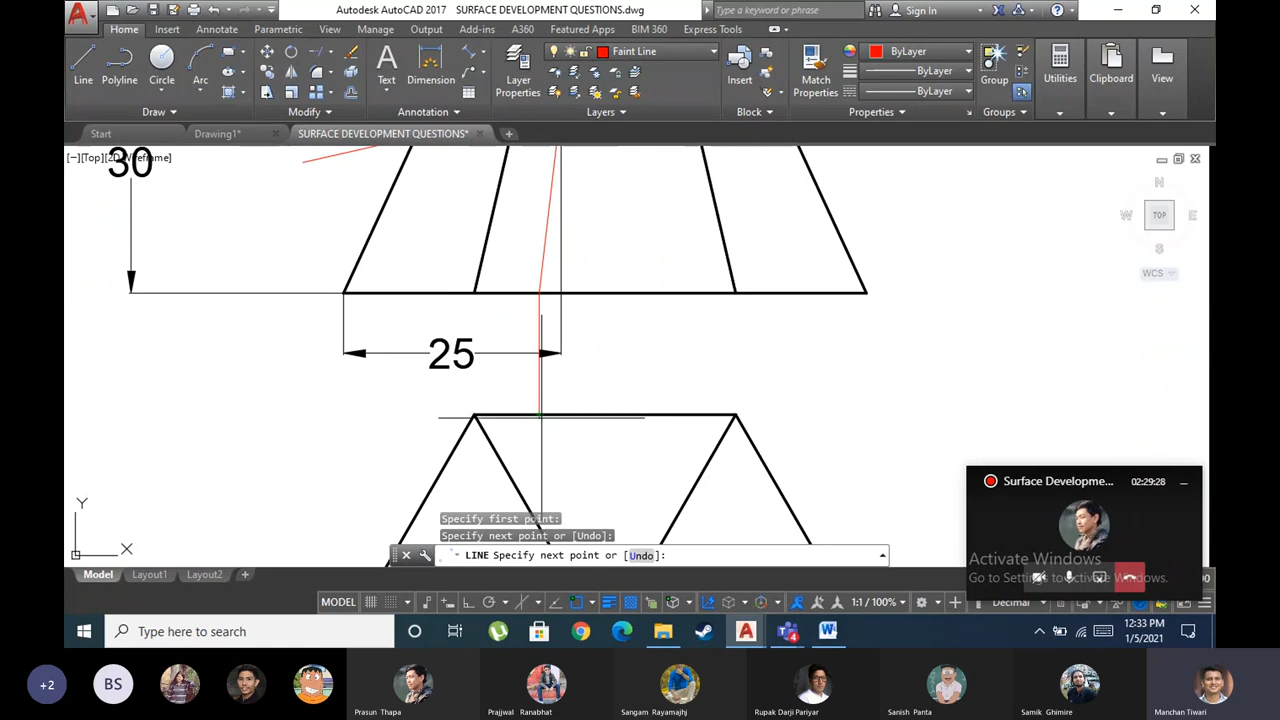 Autodesk AutoCAD 2017 SURFACE DEVELOPMENT QUESTIONS.dwg
Type a keyword or phrase
Sign In
Home Insert Annotate Parametric View Manage Output Add-ins A360 Express Tools Featured Apps BIM 360
Line Polyline Circle Arc
Text Dimension
Layer Properties
Faint Line
Insert
Match Properties
ByLayer
ByLayer
ByLayer
Group
Utilities Clipboard View
Draw Modify Annotation Layers Block Properties Groups
Start Drawing1* SURFACE DEVELOPMENT QUESTIONS*
[−][Top][2D Wireframe]
30
N
W TOP E
S
WCS
25
Surface Developme... 02:29:28
Y
X
Specify first point:
Specify next point or [Undo]:
LINE Specify next point or [Undo]:
Activate Windows
Go to Settings to activate Windows.
Model Layout1 Layout2
MODEL 1:1 / 100% Decimal
Type here to search
12:33 PM
1/5/2021
+2 BS
Prasun Thapa Prajjwal Ranabhat Sangam Rayamajhi Rupak Darji Pariyar Sanish Panta Samik Ghimire Manchan Tiwari